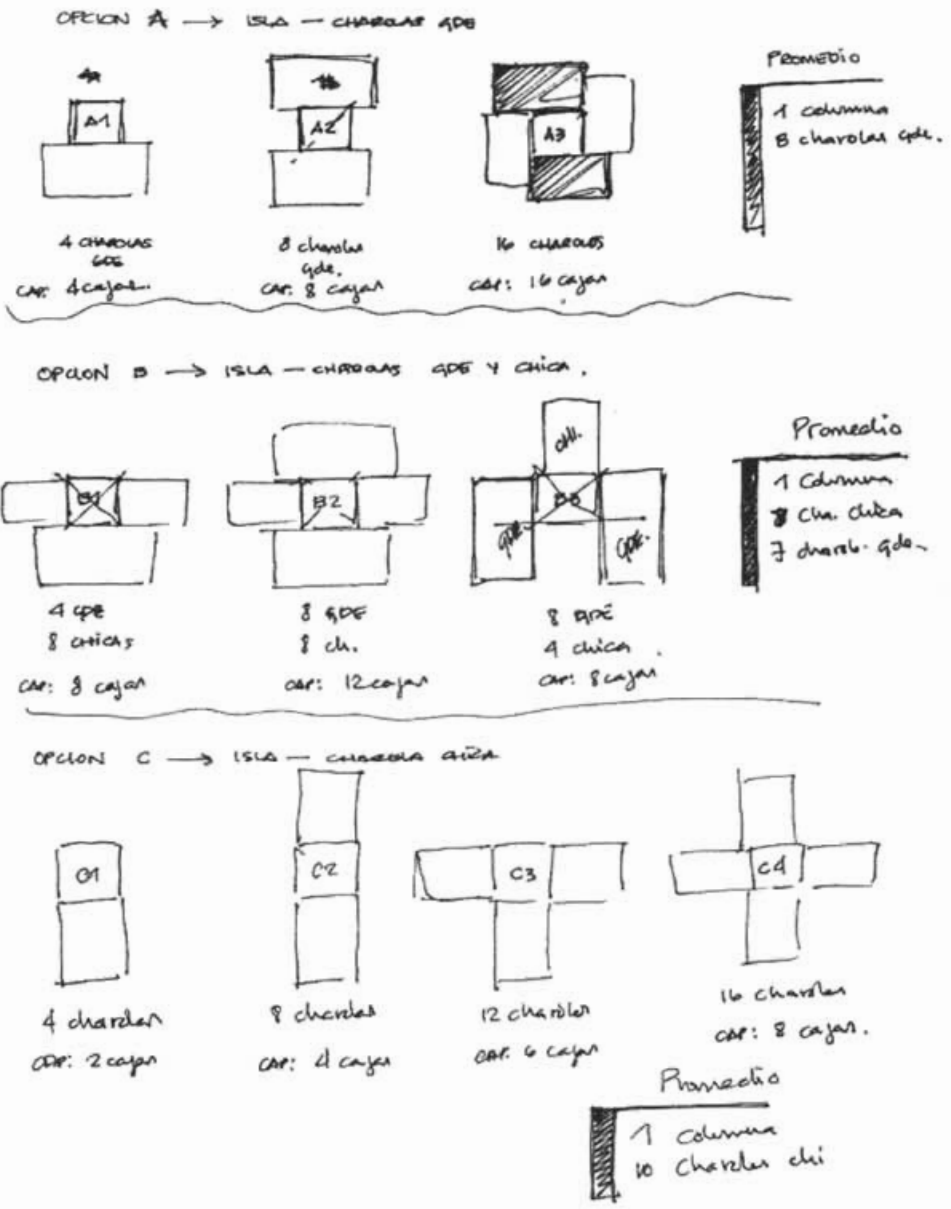 OPCION A → ISLA — CHAROLAS GDE
A1
A2
A3
4 CHAROLAS
GDE
CAP: 4 cajas.
8 charolas
gde.
CAP: 8 cajas
16 CHAROLAS
CAP: 16 cajas
PROMEDIO
1 columna
8 charolas gde.
OPCION B → ISLA — CHAROLAS GDE Y CHICA.
B1
B2
B3
CHI.
GDE.
GDE.
4 GDE
8 CHICAS
CAP: 8 cajas
8 GDE
8 ch.
CAP: 12 cajas
8 GDE
4 chicas.
CAP: 8 cajas
Promedio
1 Columna
Cha. chica
7 charol. gde.
OPCION C → ISLA — CHAROLA CHICA
C1
C2
C3
C4
4 charolas
CAP: 2 cajas
8 charolas
CAP: 4 cajas
12 charolas
CAP. 6 cajas
16 charolas
CAP: 8 cajas.
Promedio
1 Columna
10 Charolas chi